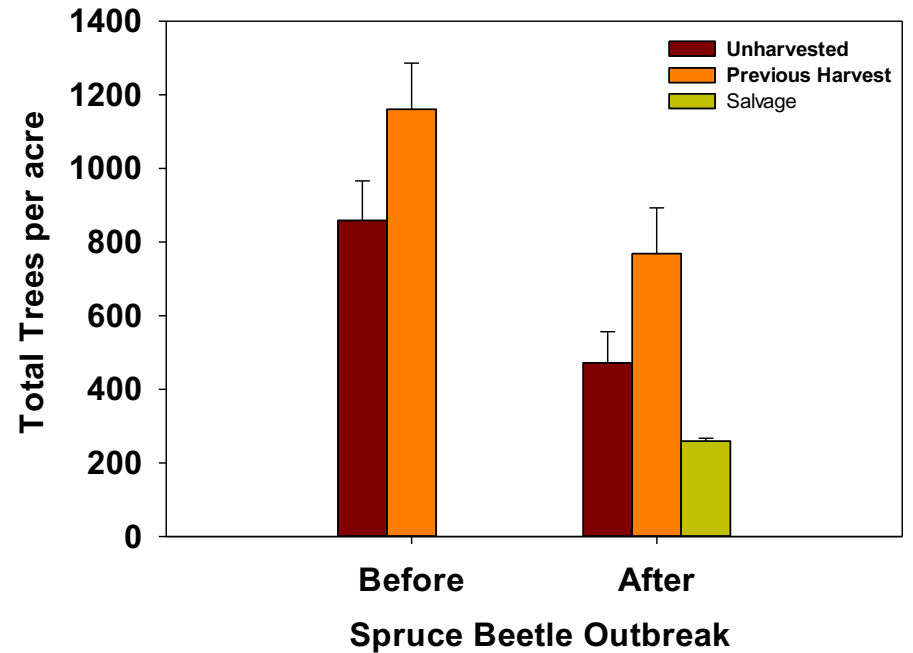 1400
1200
1000
800
600
400
200
0
Total Trees per acre
Unharvested
Previous Harvest
Salvage
Before After
Spruce Beetle Outbreak